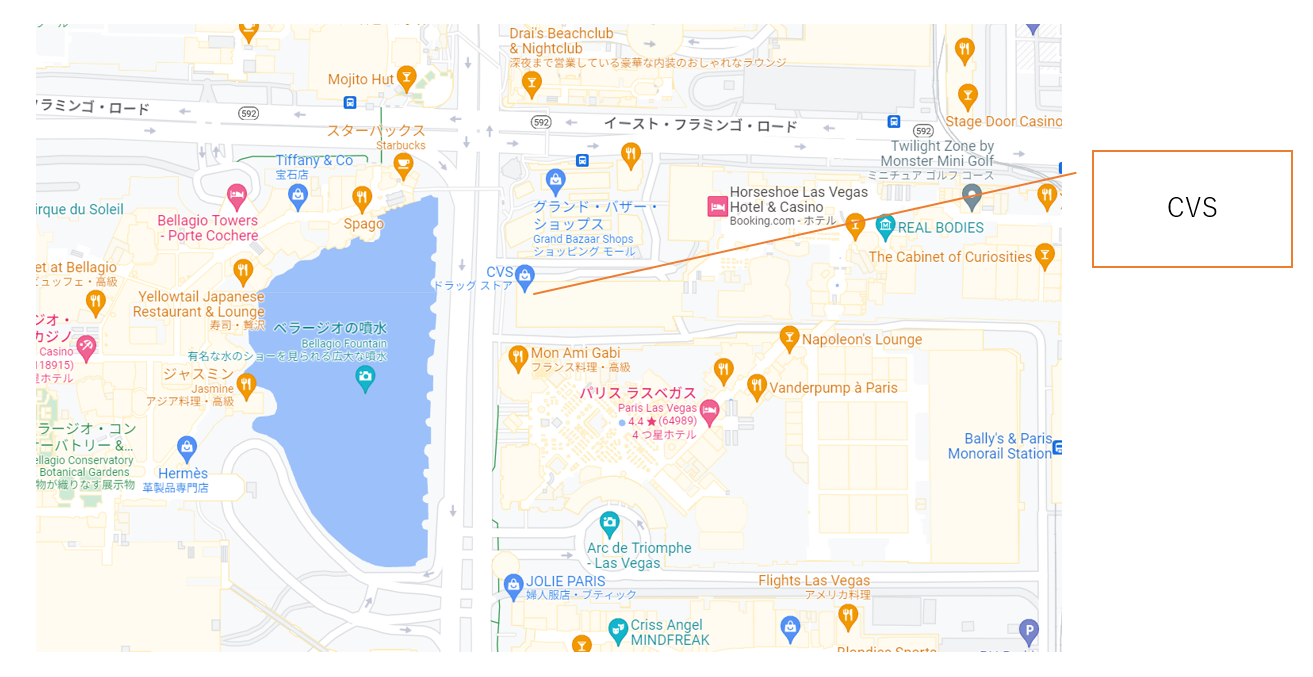 Drai's Beachclub
& Nightclub
深夜まで営業している豪華な内装のおしゃれなラウンジ
Mojito Hut
フラミンゴ・ロード
592
592
イースト・フラミンゴ・ロード
592
Stage Door Casino
スターバックス
Starbucks
Tiffany & Co
宝石店
Twilight Zone by
Monster Mini Golf
ミニチュア ゴルフ コース
CVS
irque du Soleil
Bellagio Towers
- Porte Cochere
Spago
グランド・バザー・
ショップス
Grand Bazaar Shops
ショッピング モール
Horseshoe Las Vegas
Hotel & Casino
Booking.com - ホテル
REAL BODIES
The Cabinet of Curiosities
et at Bellagio
ビュッフェ・高級
CVS
ドラッグ ストア
Yellowtail Japanese
Restaurant & Lounge
寿司・贅沢
ジオ・
カジノ
Casino
118915)
星ホテル
ベラージオの噴水
Bellagio Fountain
有名な水のショーを見られる広大な噴水
Napoleon's Lounge
Mon Ami Gabi
フランス料理・高級
ジャスミン
Jasmine
アジア料理・高級
パリス ラスベガス
Paris Las Vegas
4.4 ★ (64989)
4 つ星ホテル
Vanderpump à Paris
ラージオ・コン
ーバトリー &...
ellagio Conservatory
Botanical Gardens
物が織りなす展示物
Bally's & Paris
Monorail Station
Hermès
革製品専門店
Arc de Triomphe
- Las Vegas
JOLIE PARIS
婦人服店・ブティック
Flights Las Vegas
アメリカ料理
Criss Angel
MINDFREAK
P
Blondies Sports